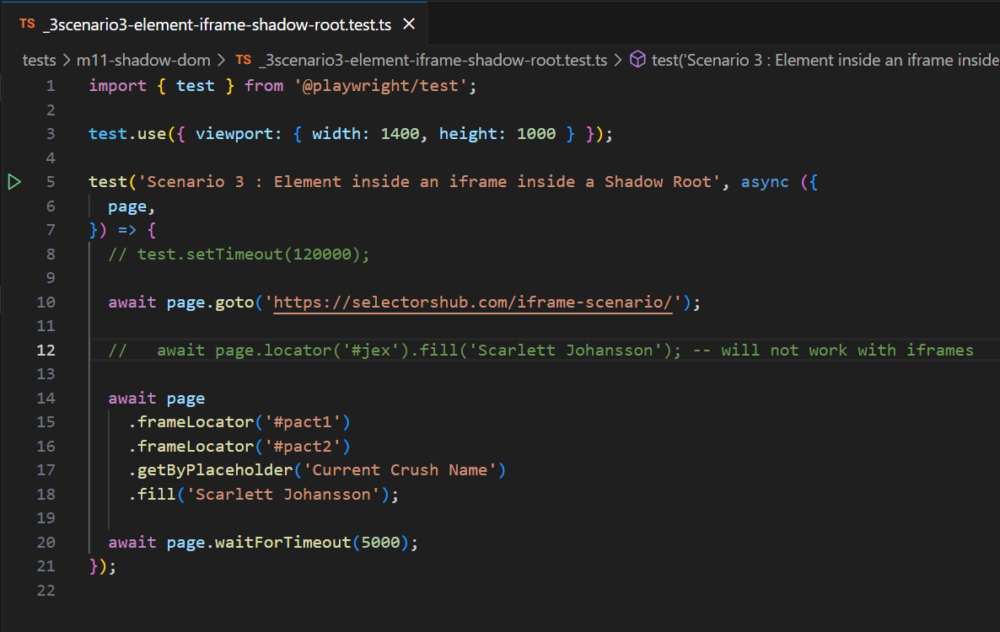 TS _3scenario3-element-iframe-shadow-root.test.ts ×
tests > m11-shadow-dom > TS _3scenario3-element-iframe-shadow-root.test.ts > test('Scenario 3 : Element inside an iframe inside
1 import { test } from '@playwright/test';
2
3 test.use({ viewport: { width: 1400, height: 1000 } });
4
5 test('Scenario 3 : Element inside an iframe inside a Shadow Root', async ({
6   page,
7 }) => {
8   // test.setTimeout(120000);
9
10   await page.goto('https://selectorshub.com/iframe-scenario/');
11
12   //   await page.locator('#jex').fill('Scarlett Johansson'); -- will not work with iframes
13
14   await page
15     .frameLocator('#pact1')
16     .frameLocator('#pact2')
17     .getByPlaceholder('Current Crush Name')
18     .fill('Scarlett Johansson');
19
20   await page.waitForTimeout(5000);
21 });
22